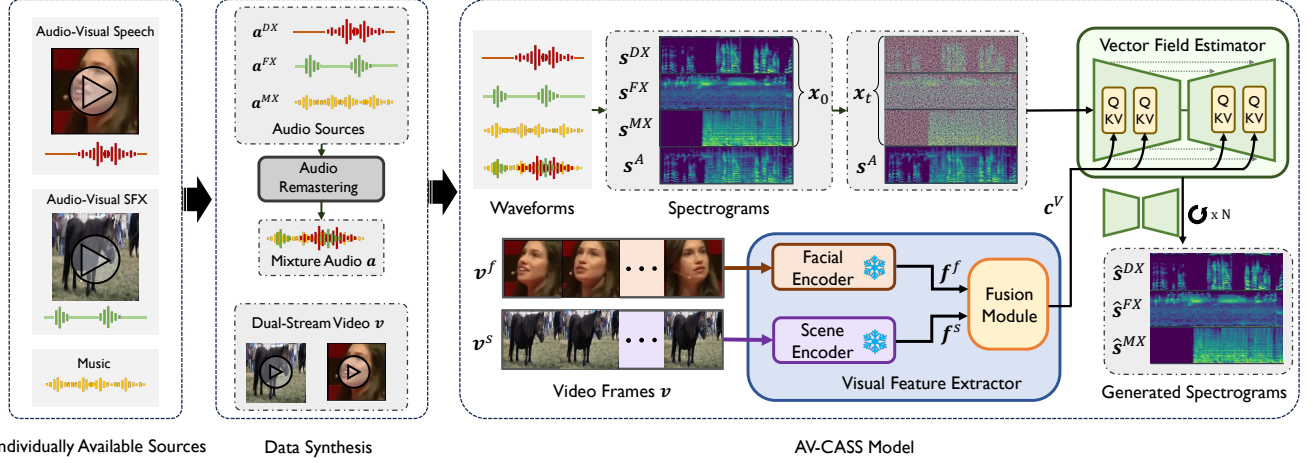 Audio-Visual Speech
Audio-Visual SFX
Music
Individually Available Sources
a^DX
a^FX
a^MX
Audio Sources
Audio
Remastering
Mixture Audio a
Dual-Stream Video v
Data Synthesis
Waveforms
s^DX
s^FX
s^MX
s^A
x_0
Spectrograms
x_t
s^A
Vector Field Estimator
Q
KV
Q
KV
Q
KV
Q
KV
c^V
x N
v^f
v^s
Video Frames v
Facial
Encoder
Scene
Encoder
f^f
f^s
Fusion
Module
Visual Feature Extractor
ŝ^DX
ŝ^FX
ŝ^MX
Generated Spectrograms
AV-CASS Model